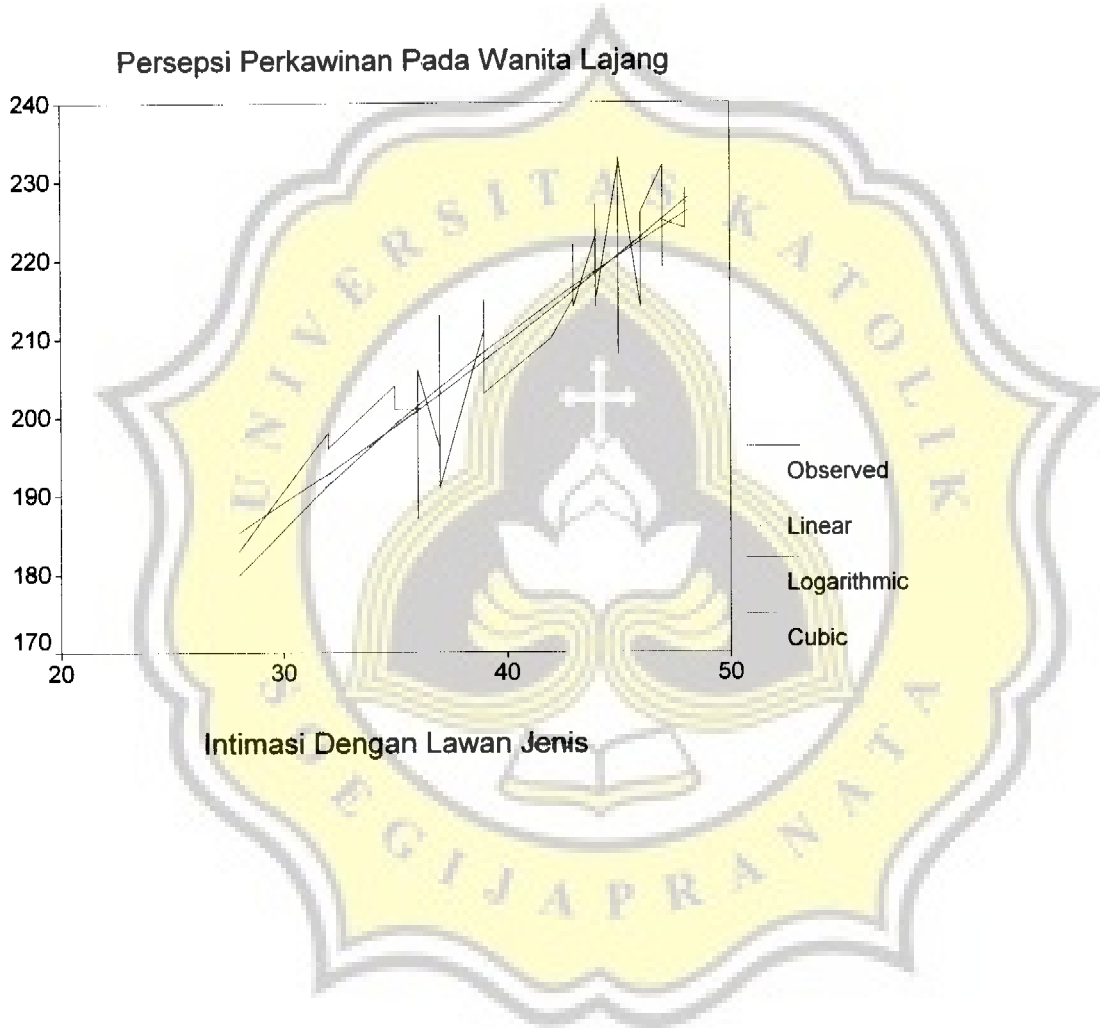 Persepsi Perkawinan Pada Wanita Lajang
240
230
220
210
200
190
180
170
20
30
40
50
Intimasi Dengan Lawan Jenis
Observed
Linear
Logarithmic
Cubic
UNIVERSITAS KATOLIK
SOEGIJAPRANATA